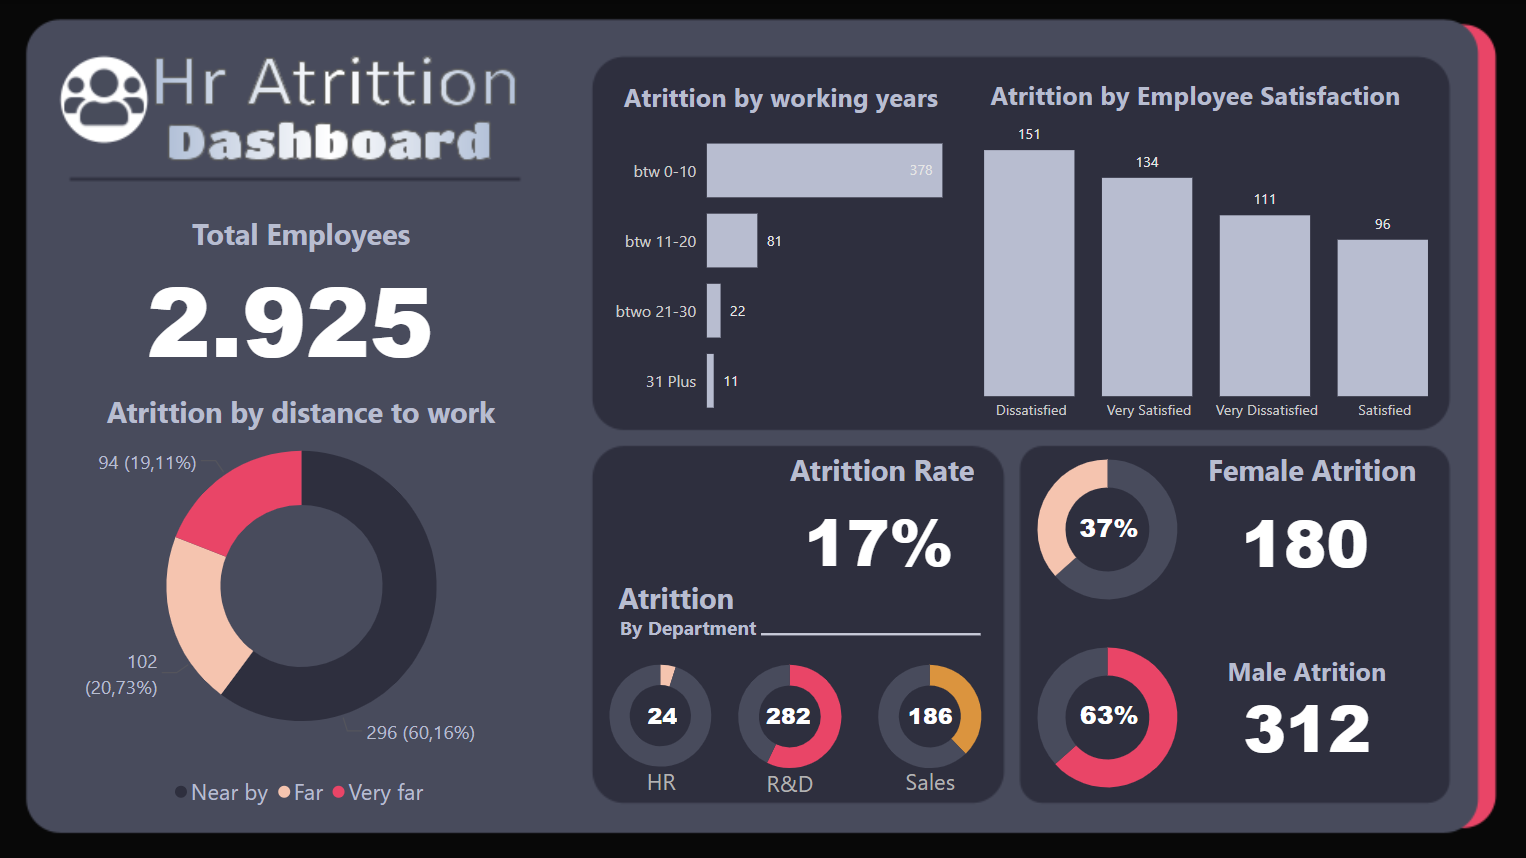 Hr Atrittion
Dashboard
Total Employees
2.925
Atrittion by distance to work
94 (19,11%)
102
(20,73%)
296 (60,16%)
Near by Far Very far
Atrittion by working years
btw 0-10 378
btw 11-20 81
btwo 21-30 22
31 Plus 11
Atrittion by Employee Satisfaction
151
134
111
96
Dissatisfied Very Satisfied Very Dissatisfied Satisfied
Atrittion Rate
17%
Atrittion
By Department
24 282 186
HR R&D Sales
Female Atrition
37% 180
Male Atrition
63% 312